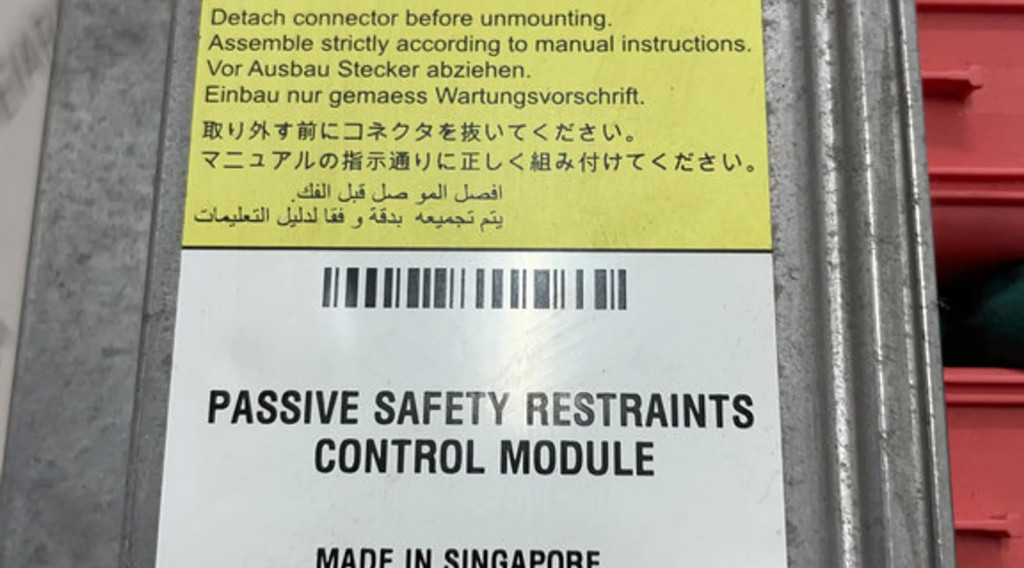 Detach connector before unmounting.
Assemble strictly according to manual instructions.
Vor Ausbau Stecker abziehen.
Einbau nur gemaess Wartungsvorschrift.
取り外す前にコネクタを抜いてください。
マニュアルの指示通りに正しく組み付けてください。
افصل المو صل قبل الفك.
يتم تجميعه بدقة و فقا لدليل التعليمات
PASSIVE SAFETY RESTRAINTS
CONTROL MODULE
MADE IN SINGAPORE